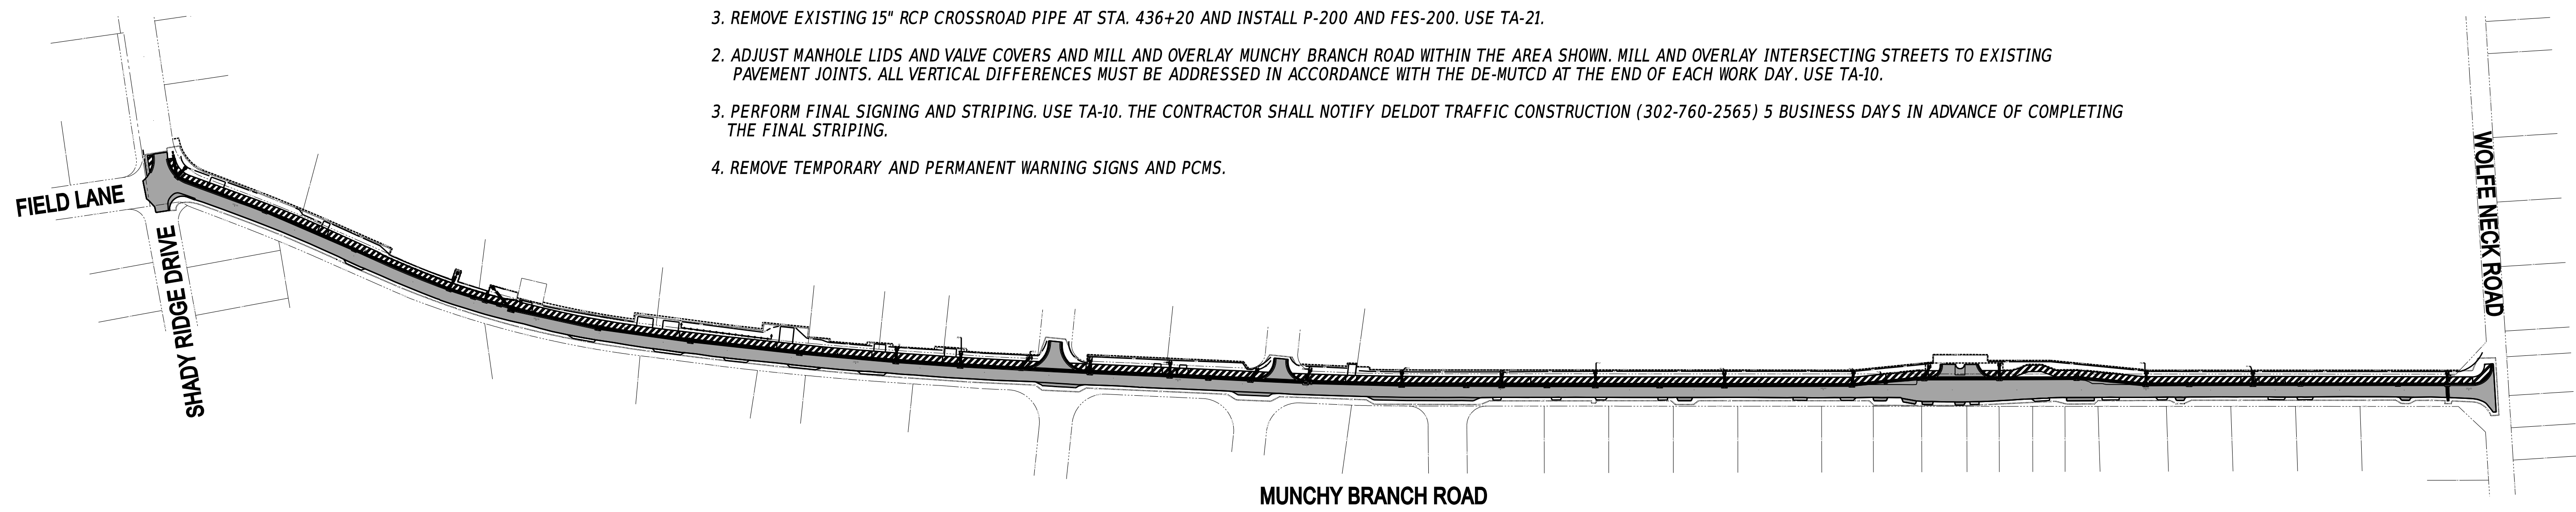 3. REMOVE EXISTING 15" RCP CROSSROAD PIPE AT STA. 436+20 AND INSTALL P-200 AND FES-200. USE TA-21.
2. ADJUST MANHOLE LIDS AND VALVE COVERS AND MILL AND OVERLAY MUNCHY BRANCH ROAD WITHIN THE AREA SHOWN. MILL AND OVERLAY INTERSECTING STREETS TO EXISTING
PAVEMENT JOINTS. ALL VERTICAL DIFFERENCES MUST BE ADDRESSED IN ACCORDANCE WITH THE DE-MUTCD AT THE END OF EACH WORK DAY. USE TA-10.
3. PERFORM FINAL SIGNING AND STRIPING. USE TA-10. THE CONTRACTOR SHALL NOTIFY DELDOT TRAFFIC CONSTRUCTION (302-760-2565) 5 BUSINESS DAYS IN ADVANCE OF COMPLETING
THE FINAL STRIPING.
4. REMOVE TEMPORARY AND PERMANENT WARNING SIGNS AND PCMS.
FIELD LANE
SHADY RIDGE DRIVE
WOLFE NECK ROAD
MUNCHY BRANCH ROAD